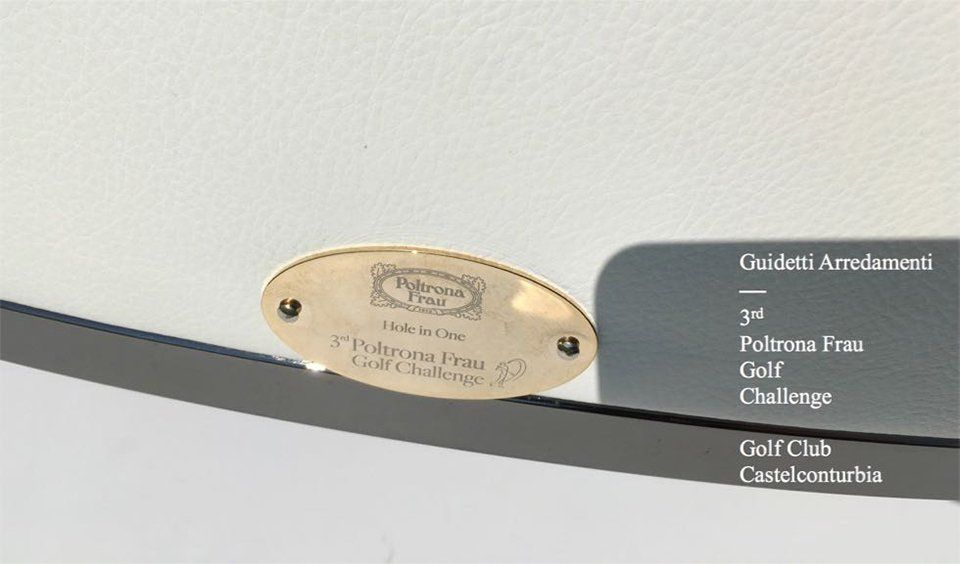 Poltrona
Frau
Hole in One
3rd Poltrona Frau
Golf Challenge
Guidetti Arredamenti
3rd
Poltrona Frau
Golf
Challenge
Golf Club
Castelconturbia